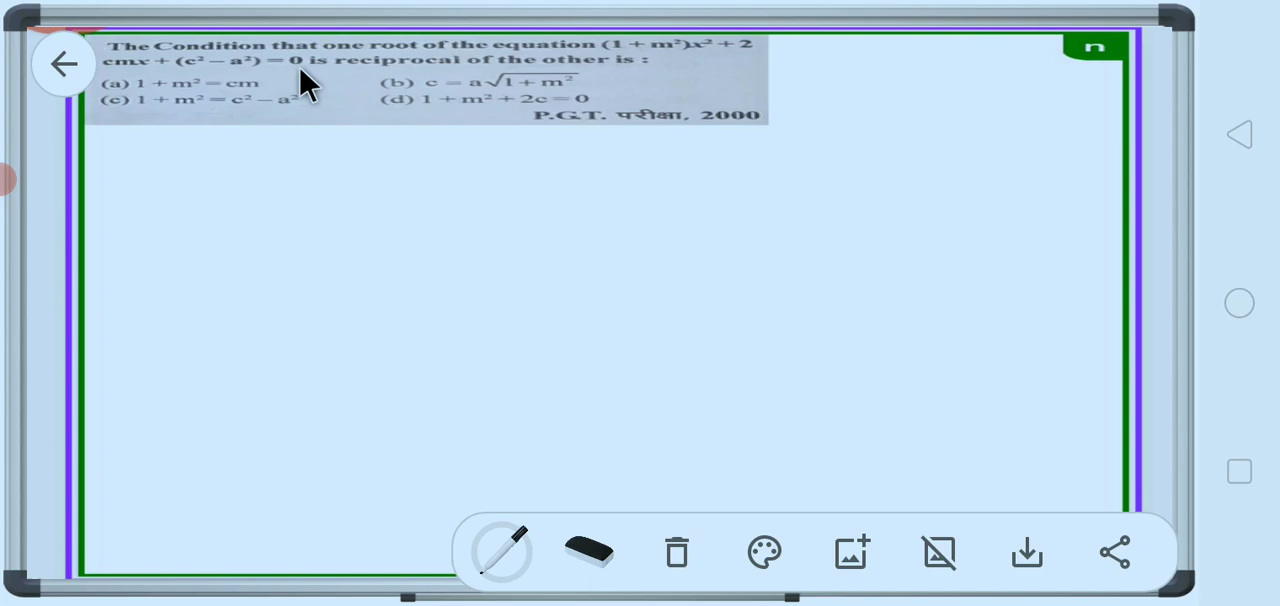 The Condition that one root of the equation (1 + m²)x² + 2
cmx + (c² – a²) = 0 is reciprocal of the other is :
(a) 1 + m² = cm (b) c = a√1 + m²
(c) 1 + m² = c² – a² (d) 1 + m² + 2c = 0
P.G.T. परीक्षा, 2000
n